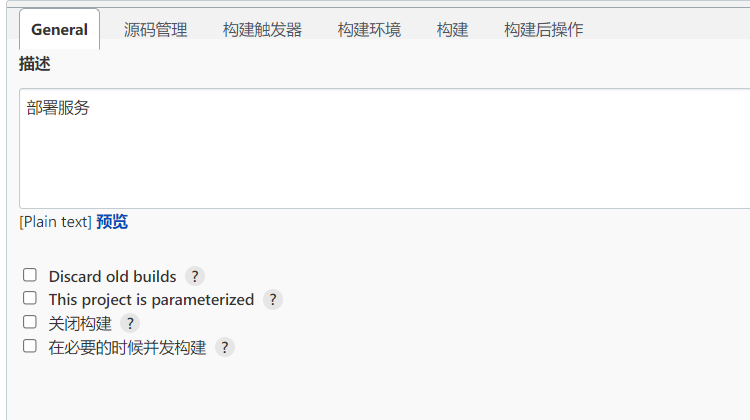 General 源码管理 构建触发器 构建环境 构建 构建后操作
描述
部署服务
[Plain text] 预览
Discard old builds ?
This project is parameterized ?
关闭构建 ?
在必要的时候并发构建 ?